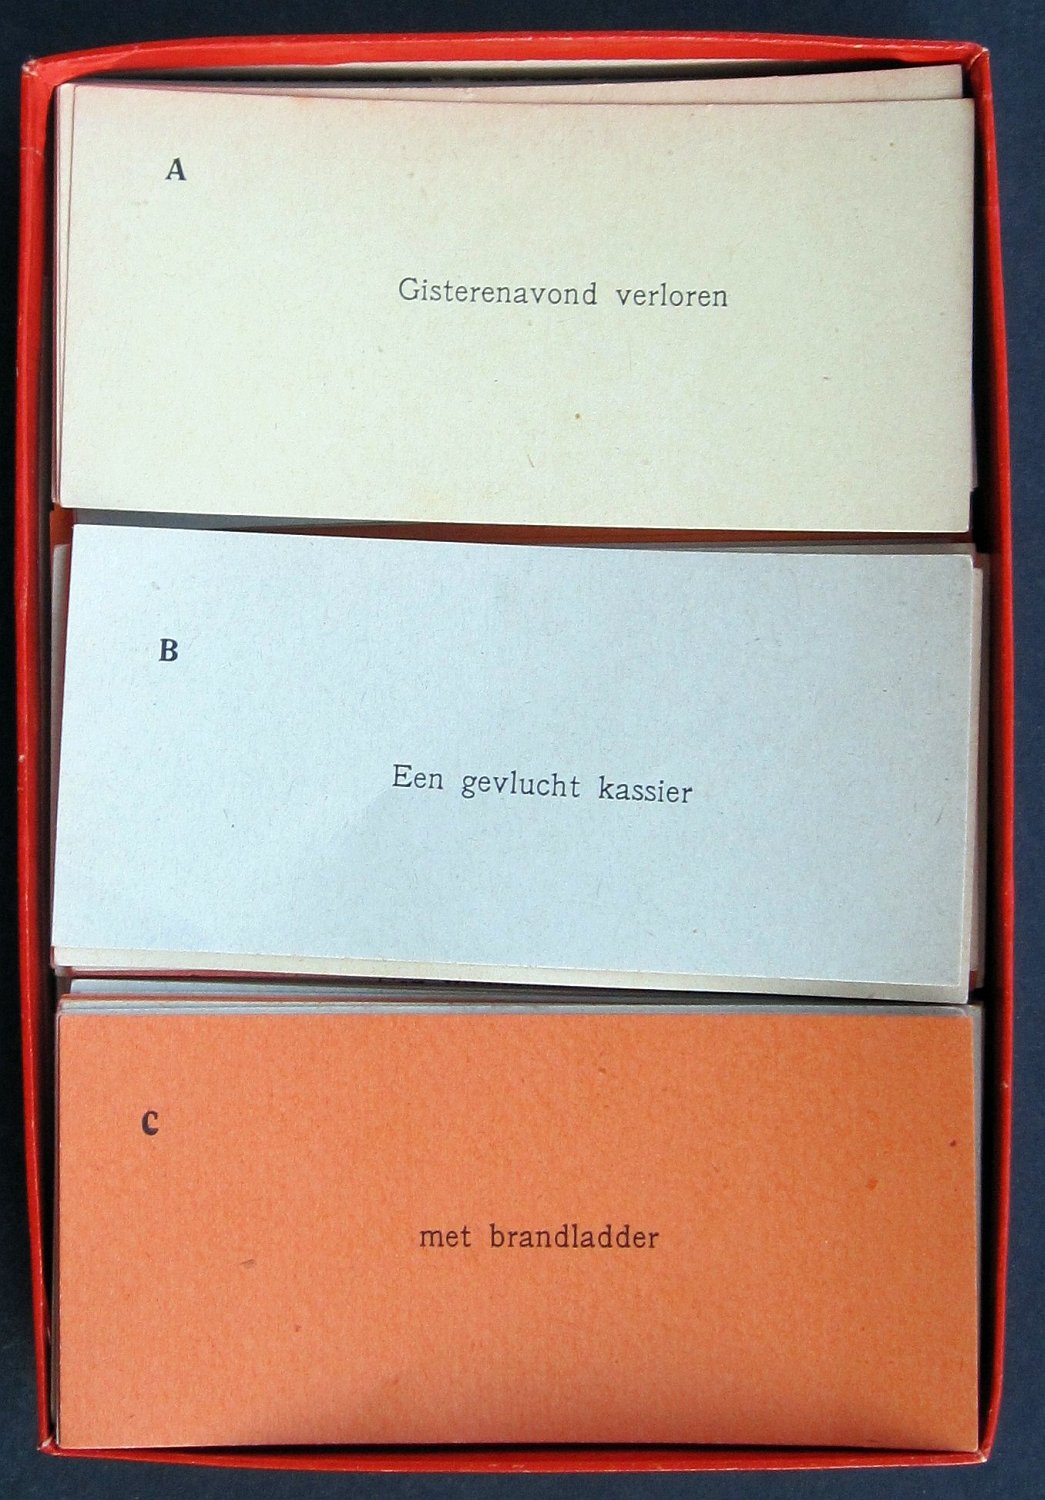 A
Gisterenavond verloren
B
Een gevlucht kassier
C
met brandladder